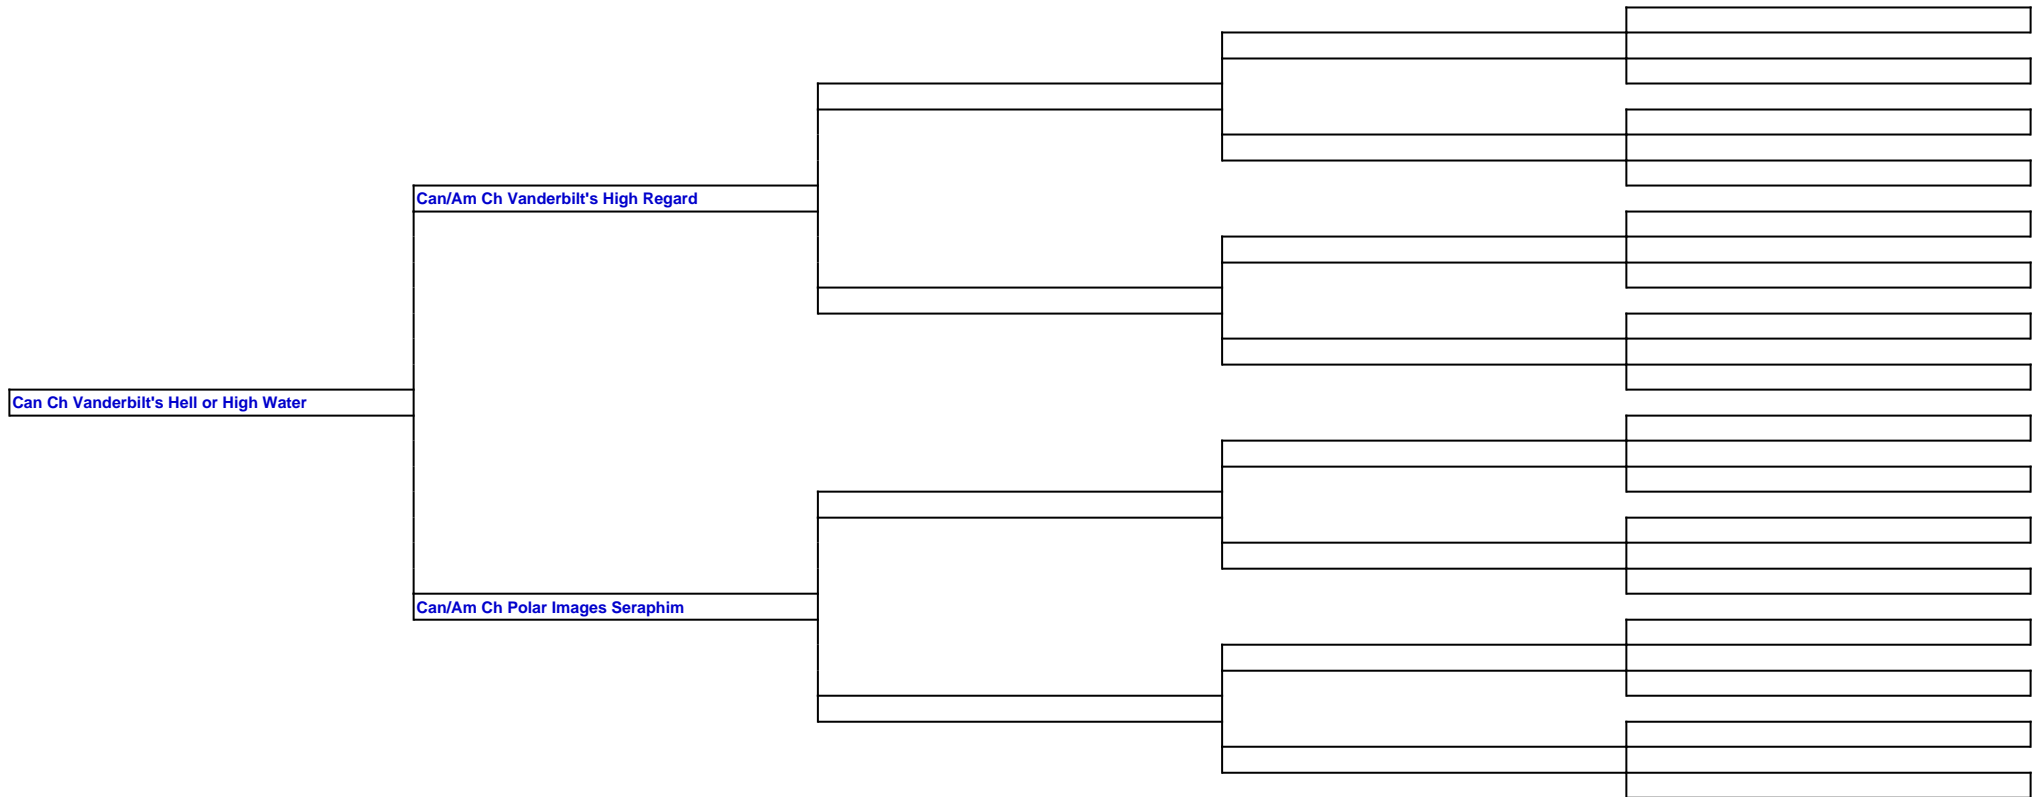 Can/Am Ch Vanderbilt's High Regard
Can Ch Vanderbilt's Hell or High Water
Can/Am Ch Polar Images Seraphim